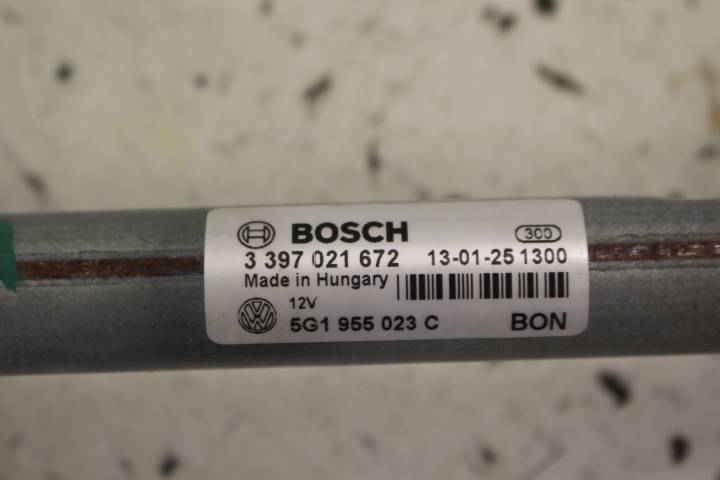 BOSCH 300
3 397 021 672 13-01-25 1300
Made in Hungary
12V
5G1 955 023 C BON